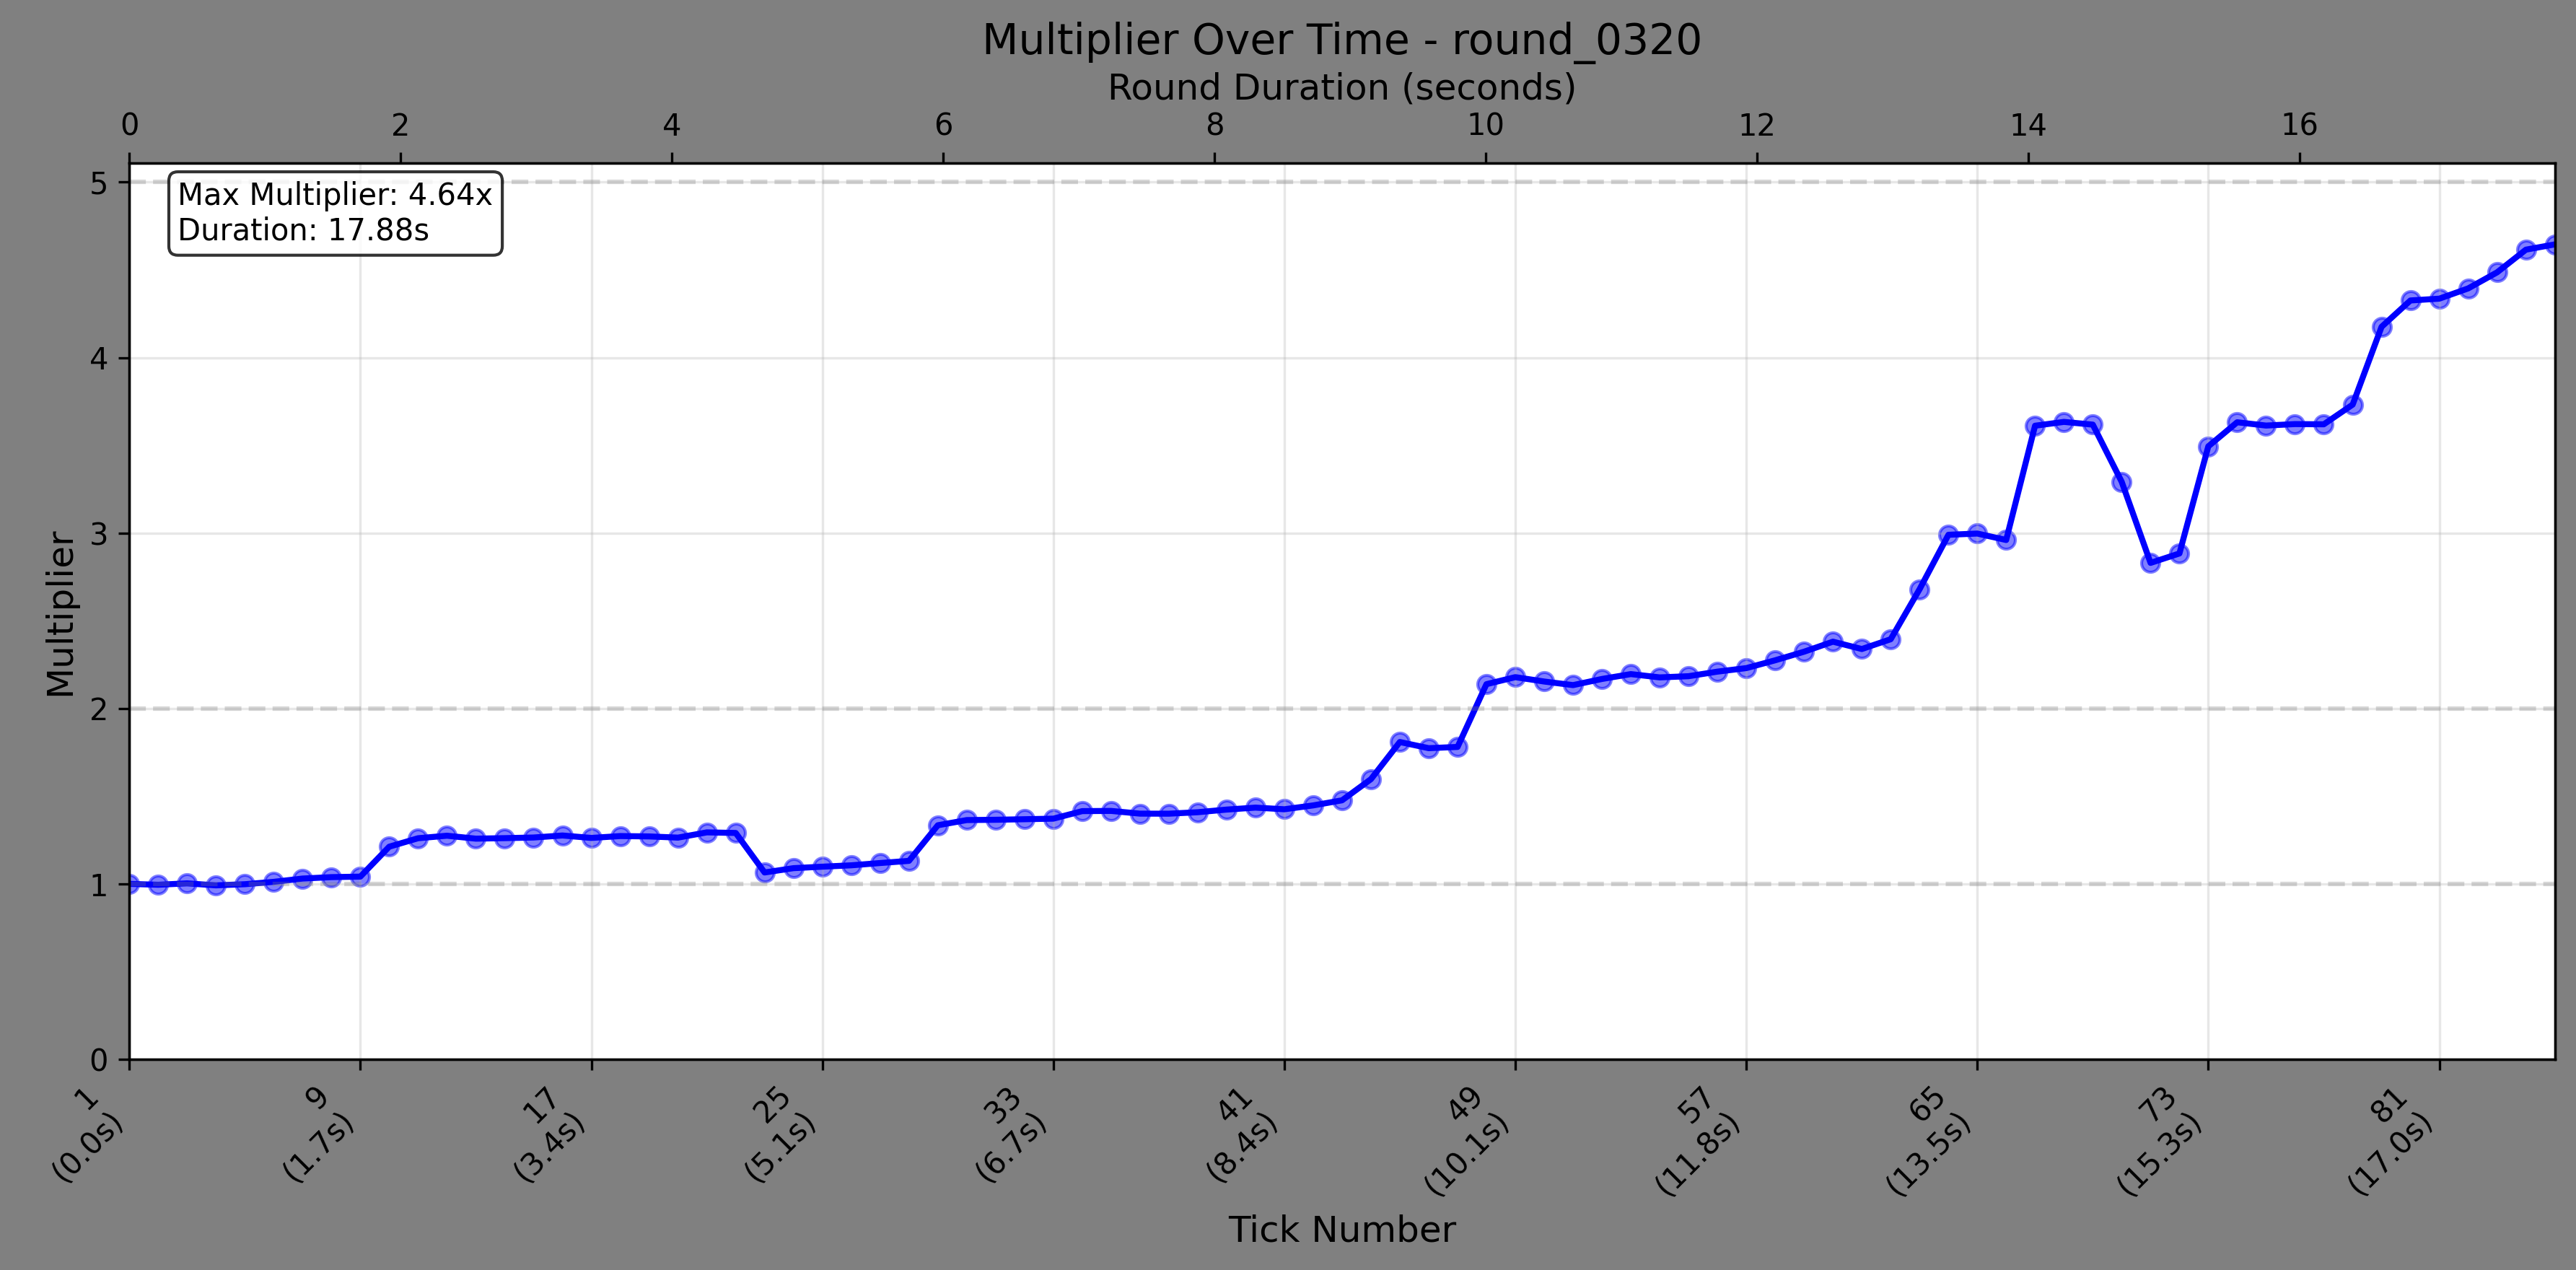 Multiplier Over Time - round_0320
Round Duration (seconds)
0 2 4 6 8 10 12 14 16
Max Multiplier: 4.64x
Duration: 17.88s
5
4
3
2
1
0
Multiplier
1
(0.0s)
9
(1.7s)
17
(3.4s)
25
(5.1s)
33
(6.7s)
41
(8.4s)
49
(10.1s)
57
(11.8s)
65
(13.5s)
73
(15.3s)
81
(17.0s)
Tick Number